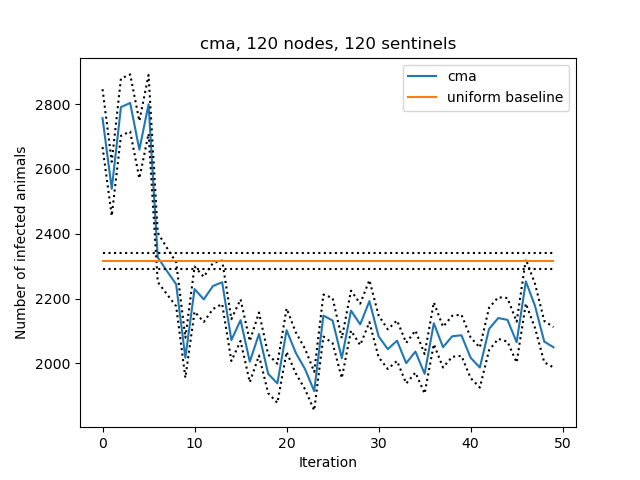 cma, 120 nodes, 120 sentinels
cma
uniform baseline
Number of infected animals
2800
2600
2400
2200
2000
0 10 20 30 40 50
Iteration